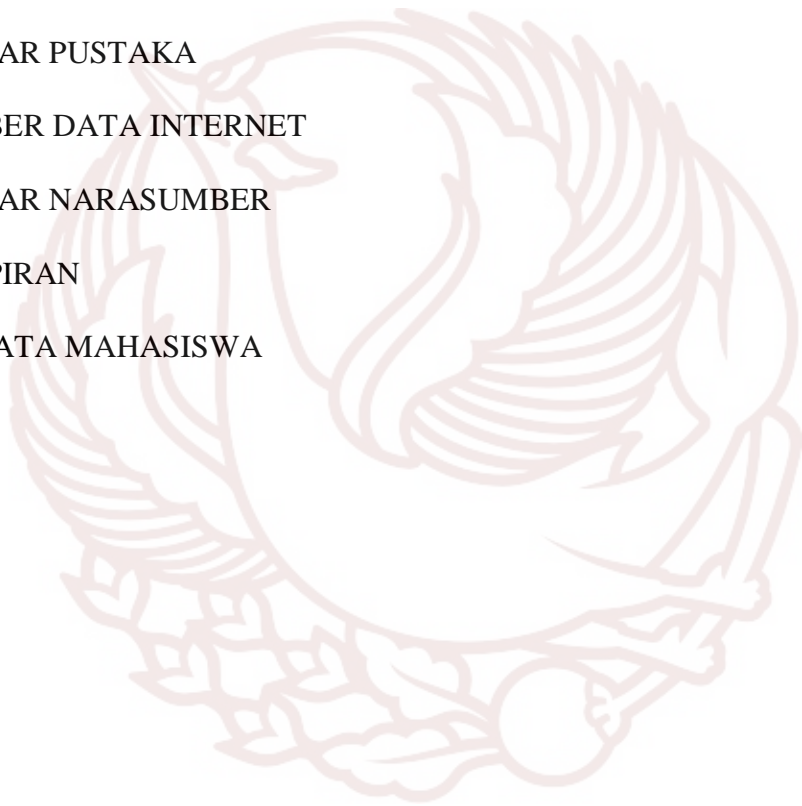 AR PUSTAKA
BER DATA INTERNET
AR NARASUMBER
PIRAN
ATA MAHASISWA